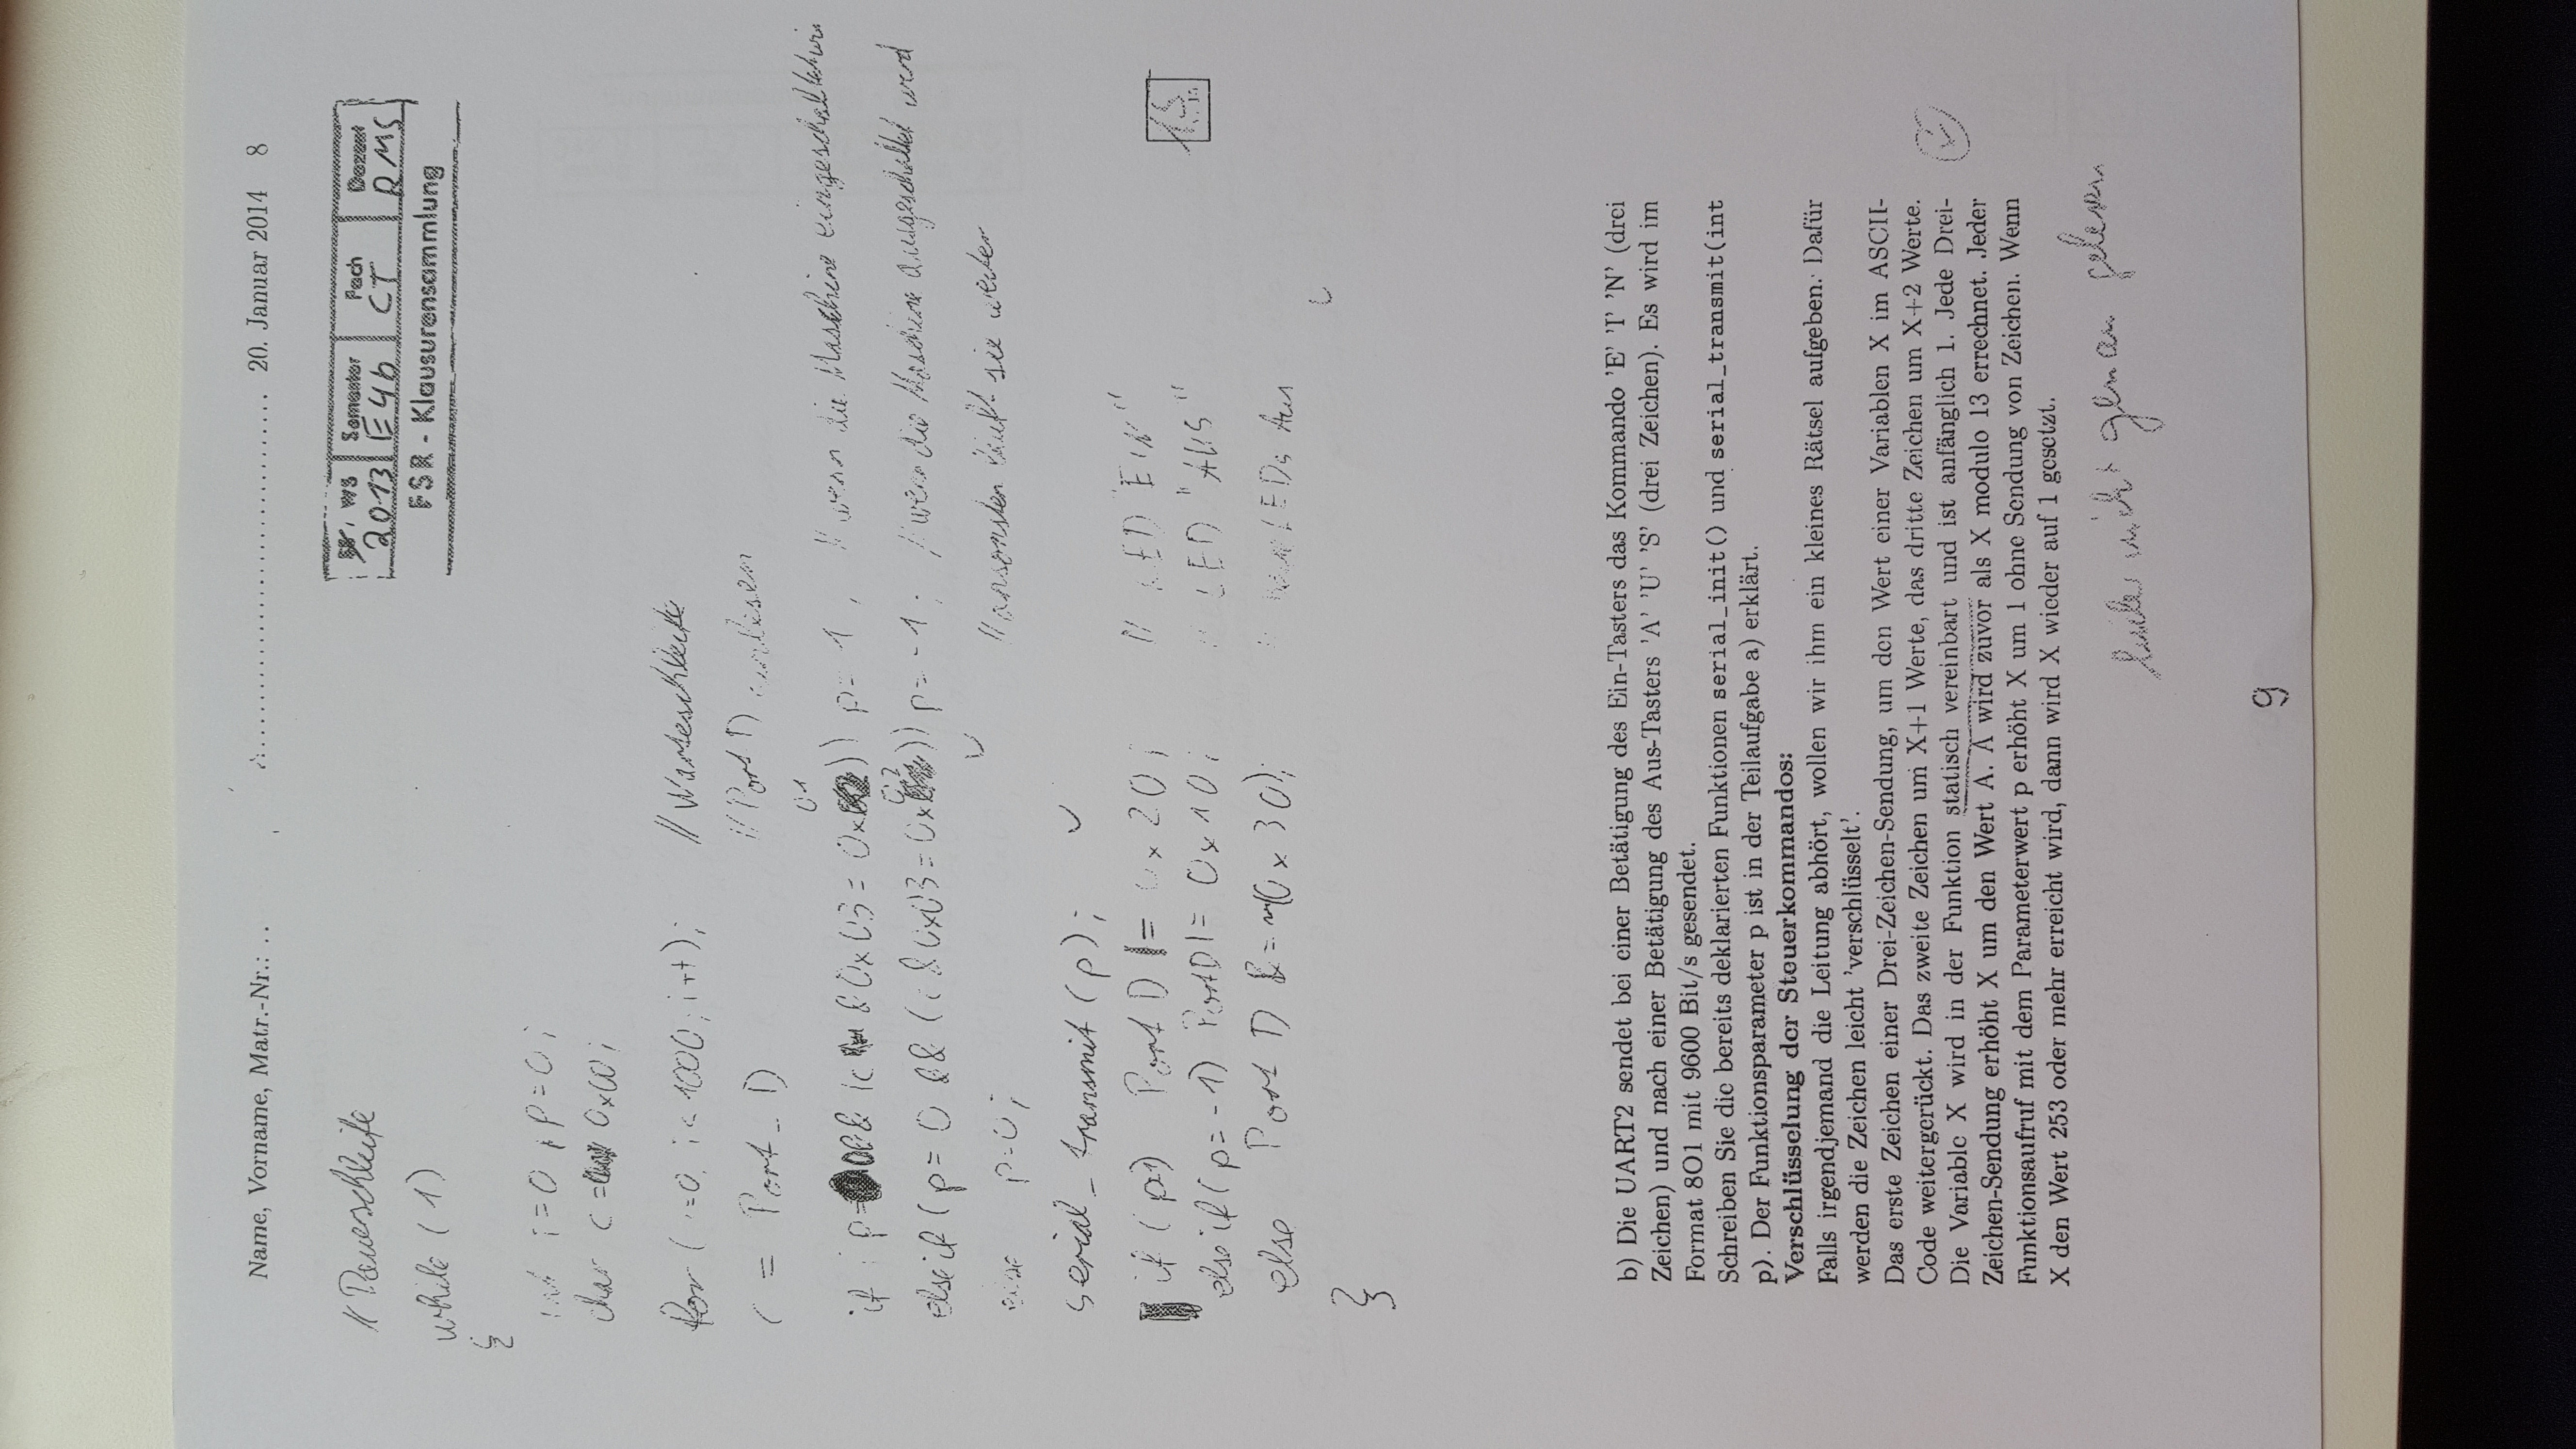 Name, Vorname, Matr.-Nr.: .. ................................ 20. Januar 2014 8
SS, WS Semester Fach Dozent
2013 E4b CT RMS
FSR - Klausurensammlung
// Dauerschleife
while (1)
{
int i=0, p=0;
char c = 0x00;
for (i=0; i<1000; i++); // Warteschleife
c = Port_D // Port D einlesen
01
if (p= 0 && (c & 0x03 = 0x )) p= 1; // wenn die Maschine eingeschaltet wir
02
else if (p= 0 && (c & 0x03 = 0x )) p= -1; // wenn die Maschine ausgeschaltet wird
else p=0; // ansonsten läuft sie weiter
serial_transmit (p);
if (p=1) Port D |= 0x20; // LED "EIN"
else if (p= -1) Port D |= 0x10; // LED "AUS"
else Port D &= ~(0x30); // LEDs Aus
}
15
b) Die UART2 sendet bei einer Betätigung des Ein-Tasters das Kommando 'E' 'I' 'N' (drei
Zeichen) und nach einer Betätigung des Aus-Tasters 'A' 'U' 'S' (drei Zeichen). Es wird im
Format 8O1 mit 9600 Bit/s gesendet.
Schreiben Sie die bereits deklarierten Funktionen serial_init() und serial_transmit(int
p). Der Funktionsparameter p ist in der Teilaufgabe a) erklärt.
Verschlüsselung der Steuerkommandos:
Falls irgendjemand die Leitung abhört, wollen wir ihm ein kleines Rätsel aufgeben. Dafür
werden die Zeichen leicht 'verschlüsselt'.
Das erste Zeichen einer Drei-Zeichen-Sendung, um den Wert einer Variablen X im ASCII-
Code weitergerückt. Das zweite Zeichen um X+1 Werte, das dritte Zeichen um X+2 Werte.
Die Variable X wird in der Funktion statisch vereinbart und ist anfänglich 1. Jede Drei-
Zeichen-Sendung erhöht X um den Wert A. A wird zuvor als X modulo 13 errechnet. Jeder
Funktionsaufruf mit dem Parameterwert p erhöht X um 1 ohne Sendung von Zeichen. Wenn
X den Wert 253 oder mehr erreicht wird, dann wird X wieder auf 1 gesetzt.
leider nicht genau gelesen
9